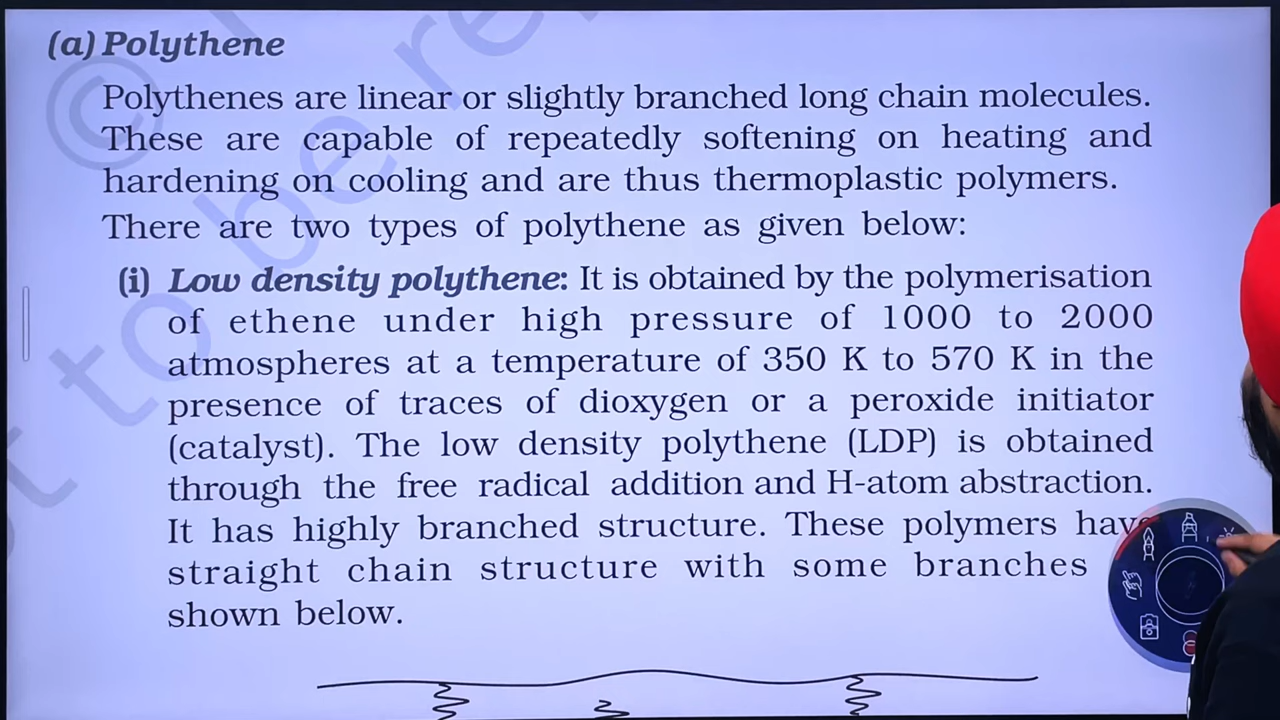 (a) Polythene
Polythenes are linear or slightly branched long chain molecules.
These are capable of repeatedly softening on heating and
hardening on cooling and are thus thermoplastic polymers.
There are two types of polythene as given below:
(i) Low density polythene: It is obtained by the polymerisation
of ethene under high pressure of 1000 to 2000
atmospheres at a temperature of 350 K to 570 K in the
presence of traces of dioxygen or a peroxide initiator
(catalyst). The low density polythene (LDP) is obtained
through the free radical addition and H-atom abstraction.
It has highly branched structure. These polymers have
straight chain structure with some branches
shown below.
© to be re